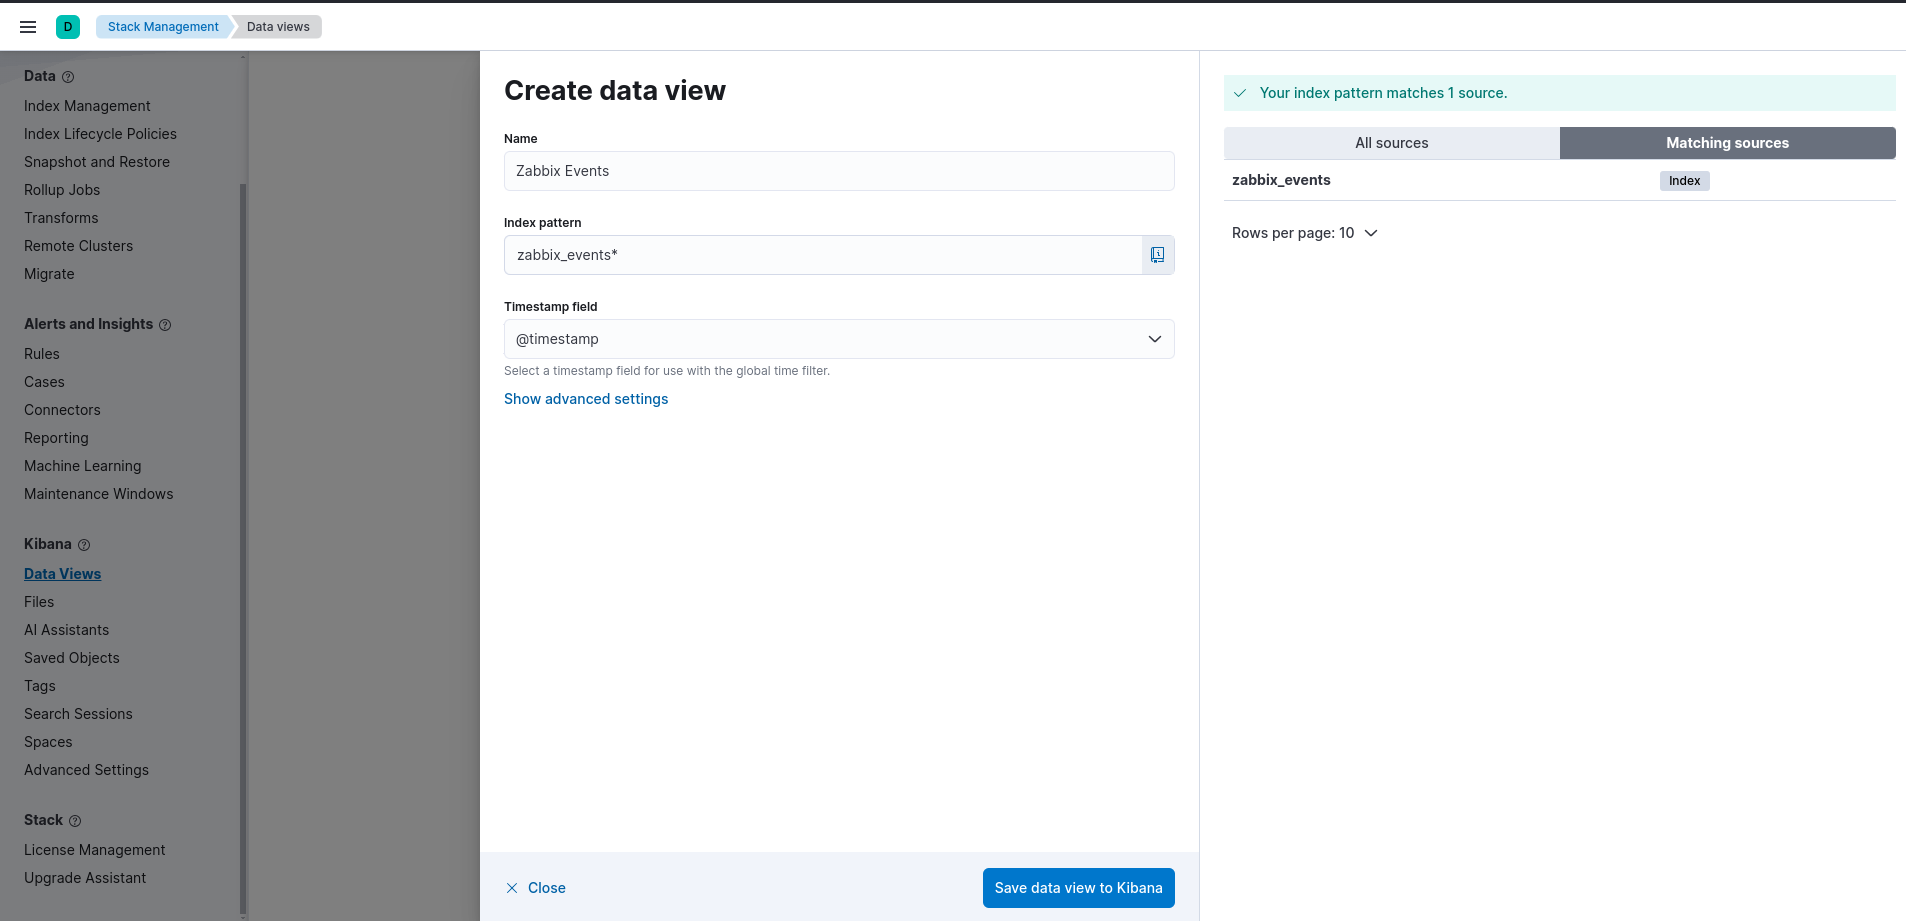 D
Stack Management
Data views
Data
Index Management
Index Lifecycle Policies
Snapshot and Restore
Rollup Jobs
Transforms
Remote Clusters
Migrate
Alerts and Insights
Rules
Cases
Connectors
Reporting
Machine Learning
Maintenance Windows
Kibana
Data Views
Files
AI Assistants
Saved Objects
Tags
Search Sessions
Spaces
Advanced Settings
Stack
License Management
Upgrade Assistant
Create data view
Name
Zabbix Events
Index pattern
zabbix_events*
Timestamp field
@timestamp
Select a timestamp field for use with the global time filter.
Show advanced settings
Close
Save data view to Kibana
Your index pattern matches 1 source.
All sources
Matching sources
zabbix_events
Index
Rows per page: 10